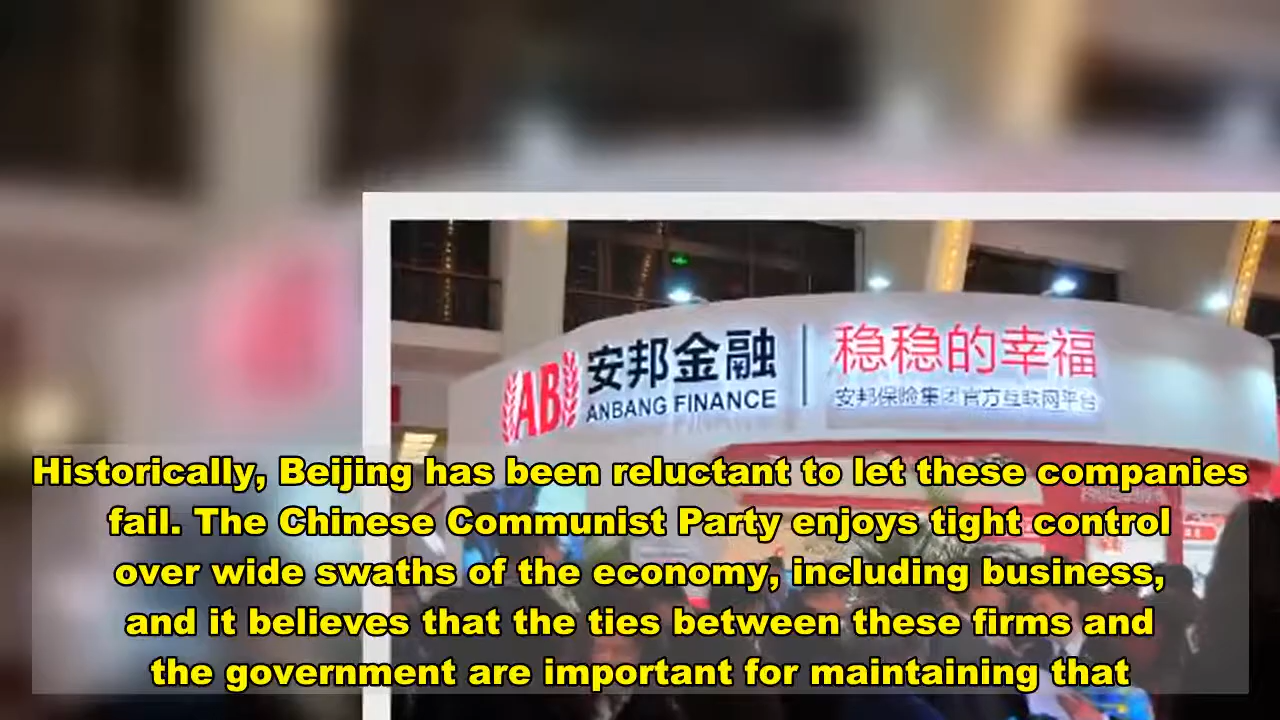 AB 安邦金融 稳稳的幸福
ANBANG FINANCE 安邦保险集团官方互联网平台
Historically, Beijing has been reluctant to let these companies
fail. The Chinese Communist Party enjoys tight control
over wide swaths of the economy, including business,
and it believes that the ties between these firms and
the government are important for maintaining that